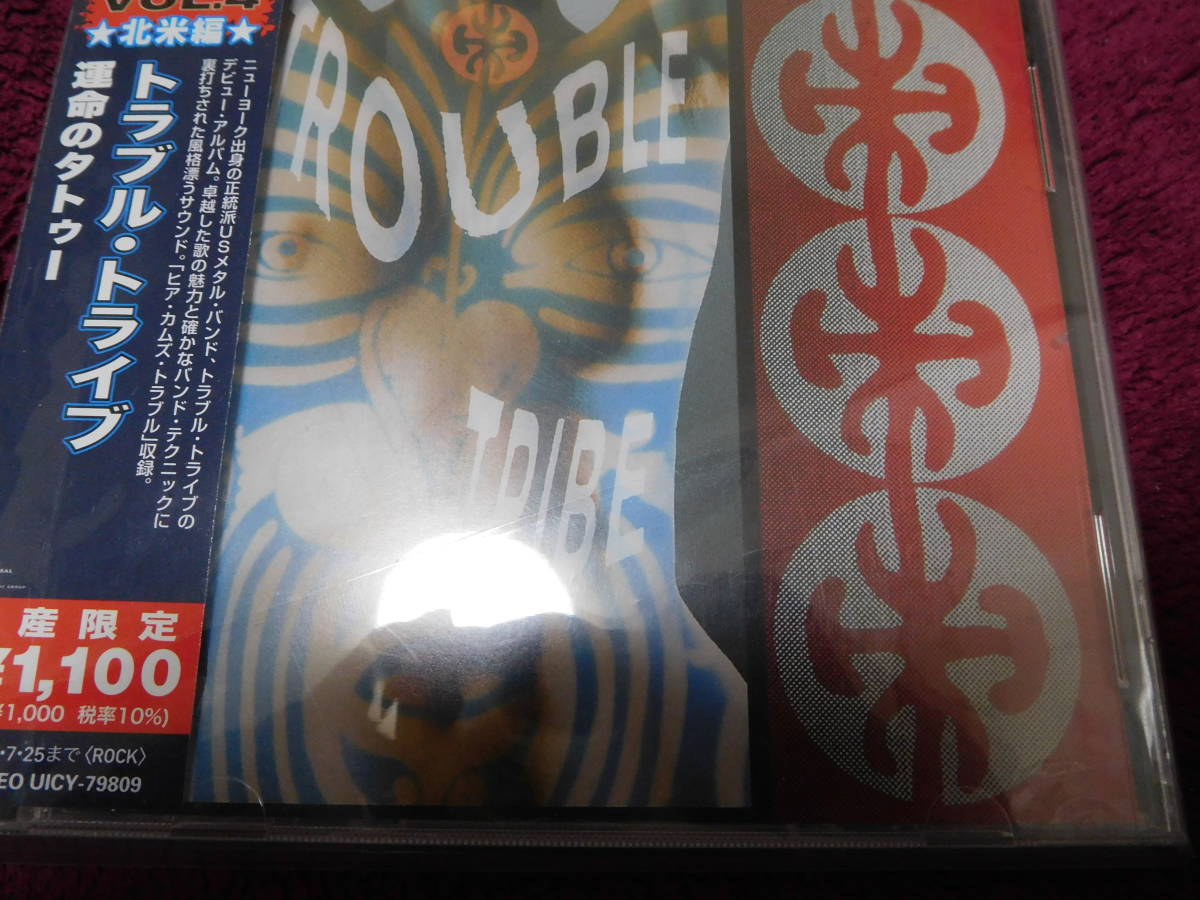 VOL.4
★北米編★
トラブル・トライブ
運命のタトゥー
ニューヨーク出身の正統派USメタル・バンド、トラブル・トライブの
デビュー・アルバム。卓越した歌の魅力と確かなバンド・テクニックに
裏打ちされた風格漂うサウンド。「ヒア・カムズ・トラブル」収録。
産限定
¥1,100
¥1,000 税率10%)
・7・25まで〈ROCK〉
EO UICY-79809
TROUBLE
TRIBE